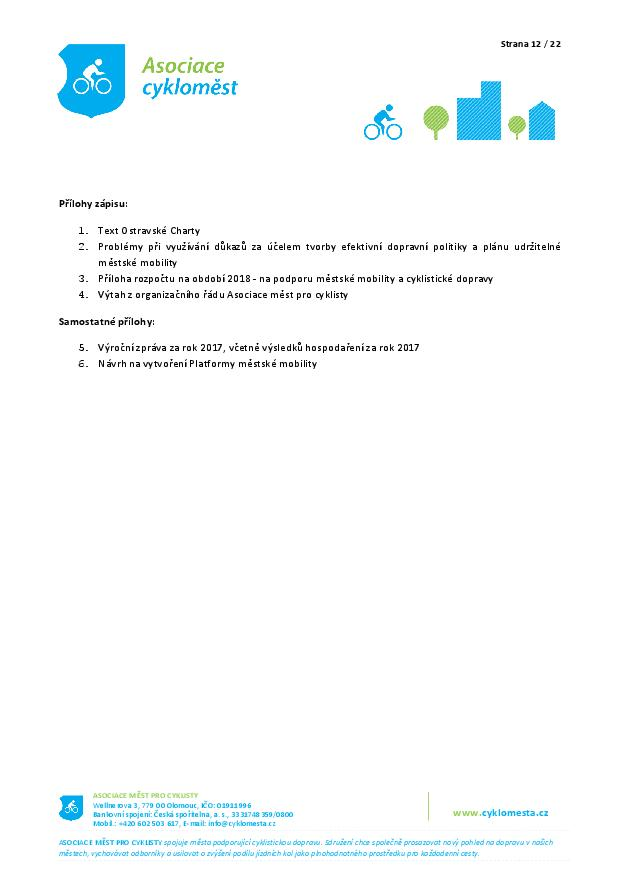 Strana 12 / 22
Asociace
cykloměst
Přílohy zápisu:
1. Text Ostravské Charty
2. Problémy při využívání důkazů za účelem tvorby efektivní dopravní politiky a plánu udržitelné
městské mobility
3. Příloha rozpočtu na období 2018 - na podporu městské mobility a cyklistické dopravy
4. Výtah z organizačního řádu Asociace měst pro cyklisty
Samostatné přílohy:
5. Výroční zpráva za rok 2017, včetně výsledků hospodaření za rok 2017
6. Návrh na vytvoření Platformy městské mobility
ASOCIACE MĚST PRO CYKLISTY
Wellnerova 3, 779 00 Olomouc, IČO: 01911996
Bankovní spojení: Česká spořitelna, a. s., 3331748359/0800
Mobil.: +420 602 503 617, E-mail: info@cyklomesta.cz
www.cyklomesta.cz
ASOCIACE MĚST PRO CYKLISTY spojuje města podporující cyklistickou dopravu. Sdružení chce společně prosazovat nový pohled na dopravu v našich
městech, vychovávat odborníky a usilovat o zvýšení podílu jízdních kol jako plnohodnotného prostředku pro každodenní cesty.